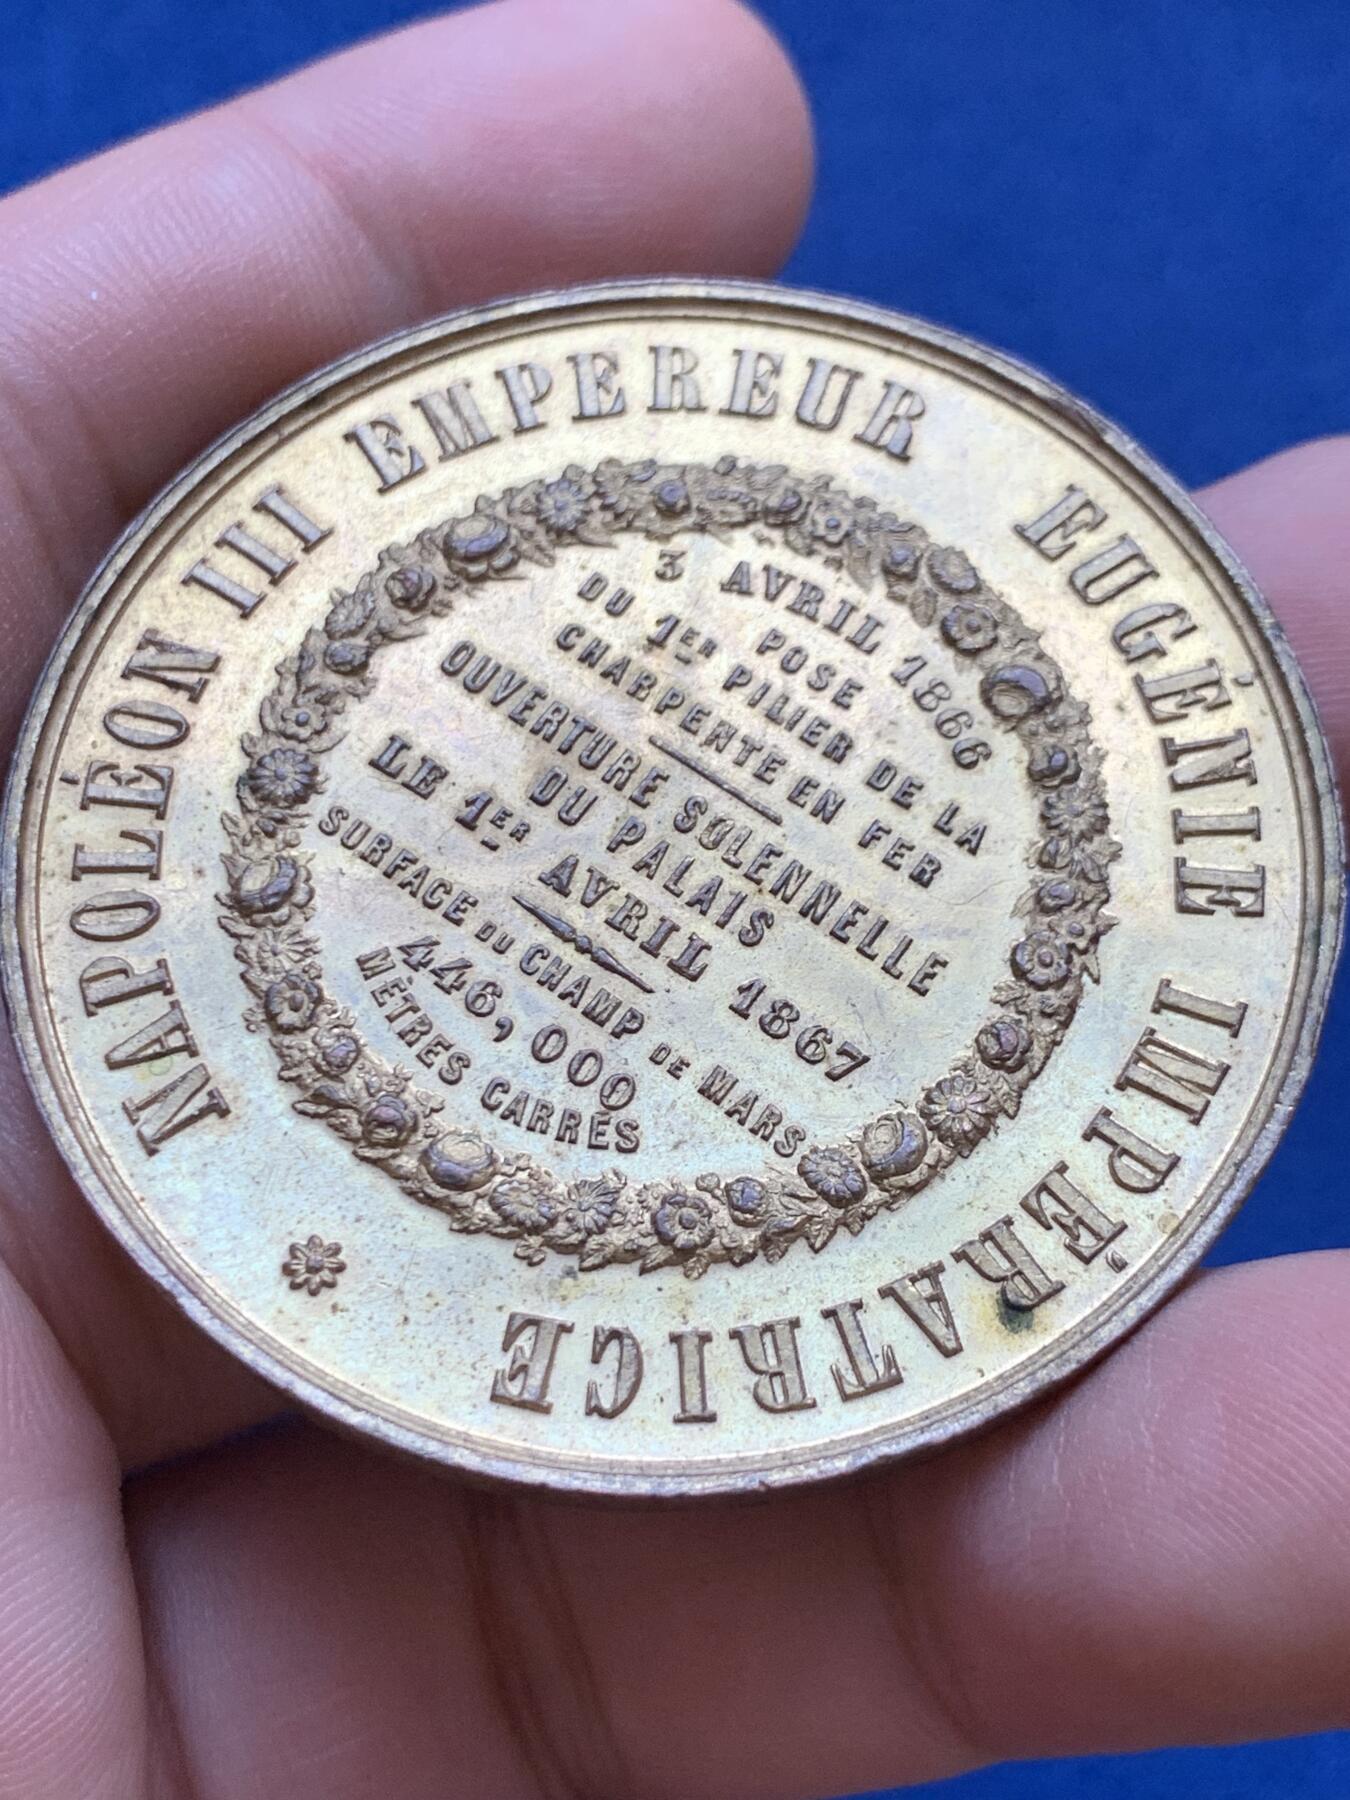 NAPOLÉON III EMPEREUR EUGÉNIE IMPÉRATRICE
3 AVRIL 1866
POSE
DU 1ER PILIER DE LA
CHARPENTE EN FER
OUVERTURE SOLENNELLE
DU PALAIS
LE 1ER AVRIL 1867
SURFACE DU CHAMP DE MARS
446,000
MÈTRES CARRÉS